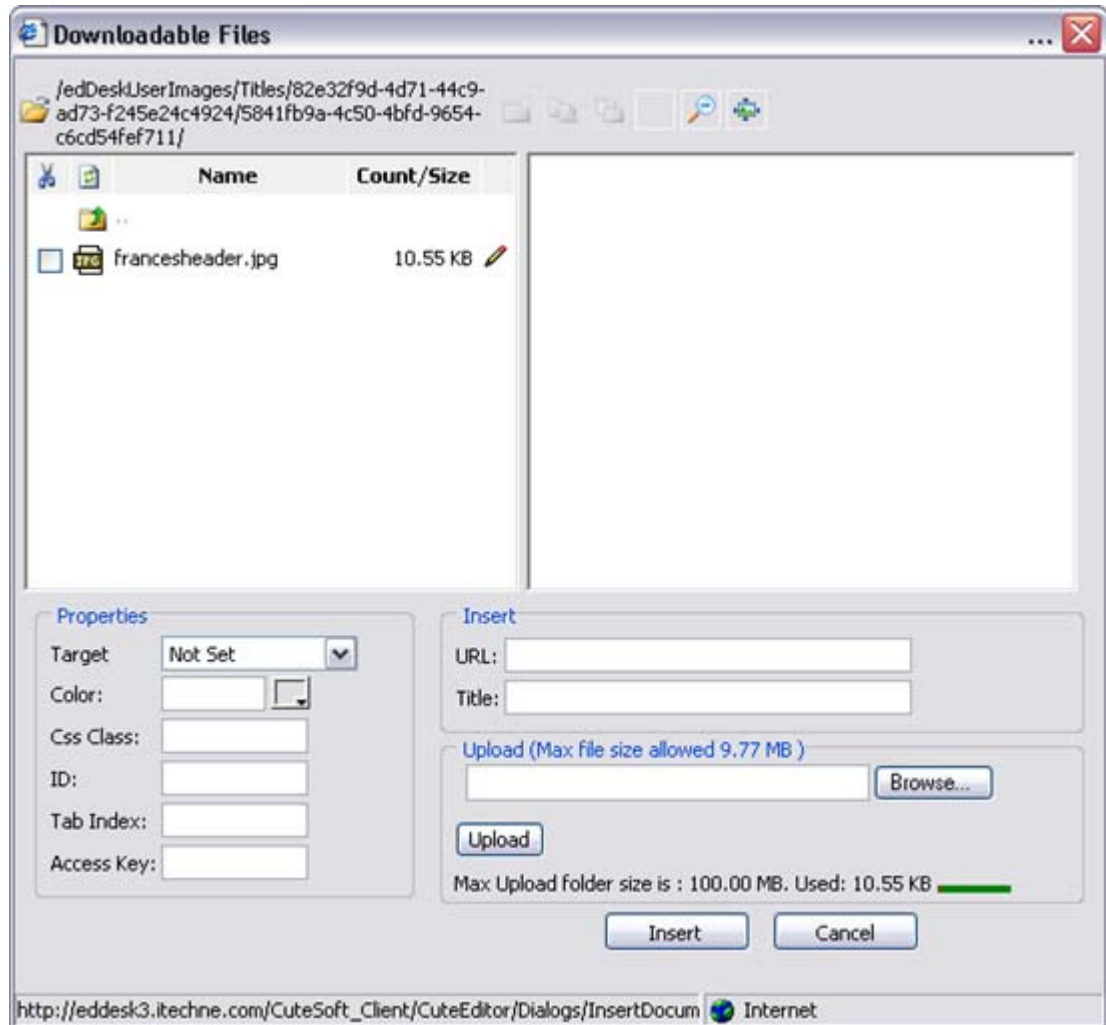 Downloadable Files ...
/edDeskUserImages/Titles/82e32f9d-4d71-44c9-
ad73-f245e24c4924/5841fb9a-4c50-4bfd-9654-
c6cd54fef711/
Name Count/Size
..
JPG francesheader.jpg 10.55 KB
Properties
Target Not Set
Color:
Css Class:
ID:
Tab Index:
Access Key:
Insert
URL:
Title:
Upload (Max file size allowed 9.77 MB )
Browse...
Upload
Max Upload folder size is : 100.00 MB. Used: 10.55 KB
Insert Cancel
http://eddesk3.itechne.com/CuteSoft_Client/CuteEditor/Dialogs/InsertDocum Internet